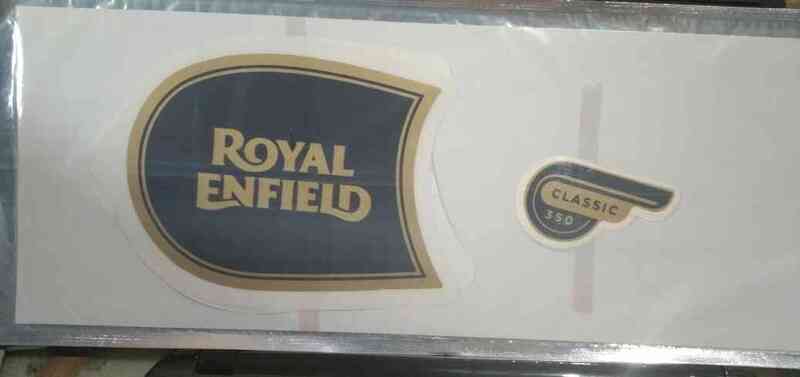 ROYAL
ENFIELD
CLASSIC
350